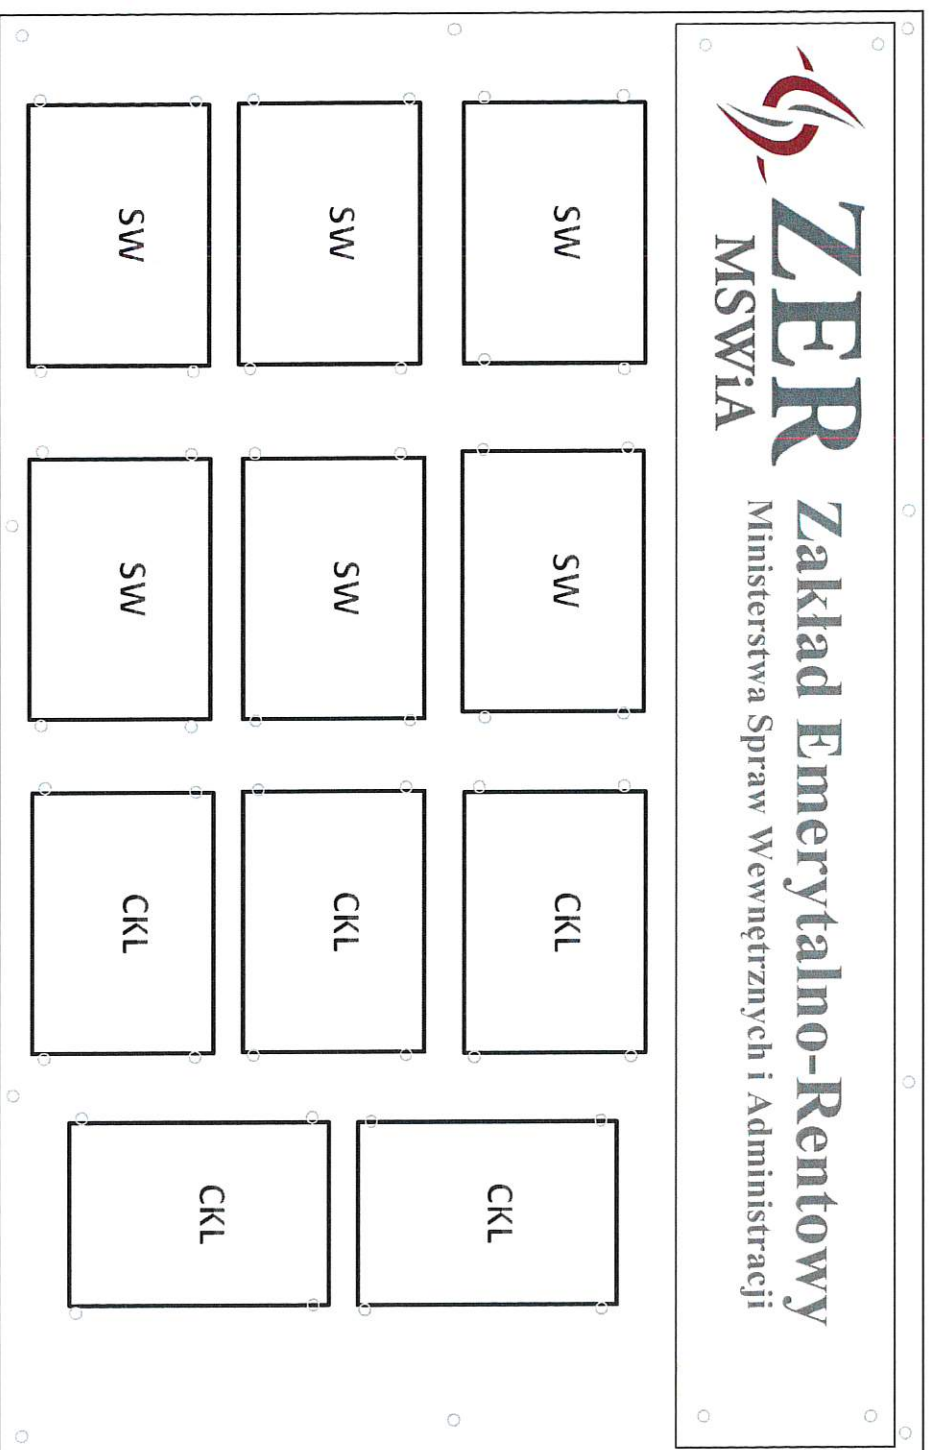 ZER
MSWiA
Zakład Emerytalno-Rentowy
Ministerstwa Spraw Wewnętrznych i Administracji
SW
SW
CKL
CKL
SW
SW
CKL
CKL
SW
SW
CKL